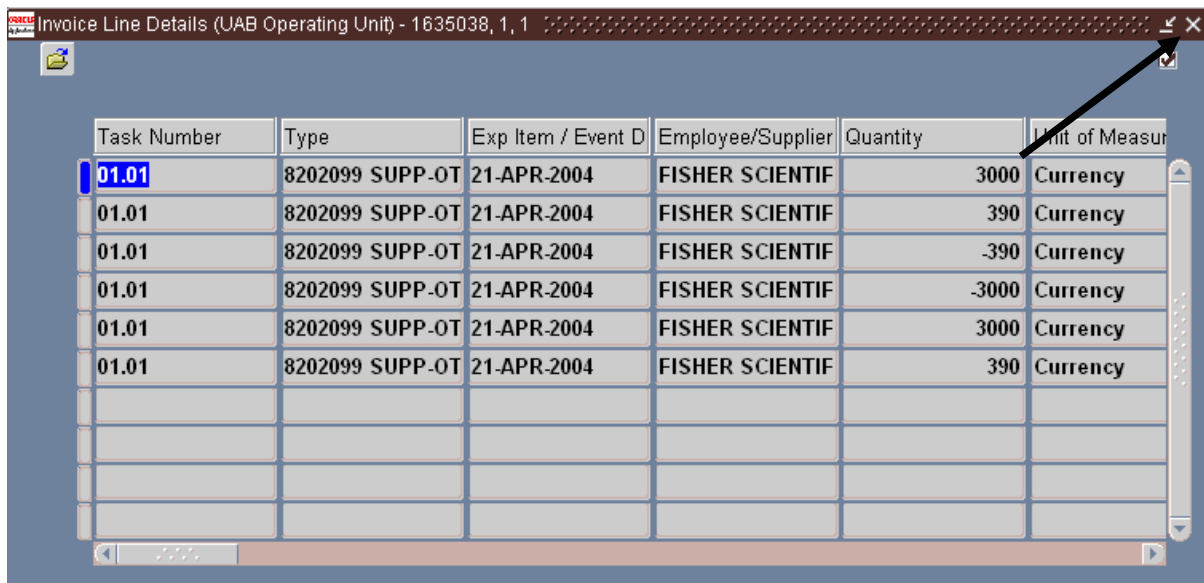 ORACLE
Invoice Line Details (UAB Operating Unit) - 1635038, 1, 1
Task Number Type Exp Item / Event D Employee/Supplier Quantity Unit of Measur
01.01 8202099 SUPP-OT 21-APR-2004 FISHER SCIENTIF 3000 Currency
01.01 8202099 SUPP-OT 21-APR-2004 FISHER SCIENTIF 390 Currency
01.01 8202099 SUPP-OT 21-APR-2004 FISHER SCIENTIF -390 Currency
01.01 8202099 SUPP-OT 21-APR-2004 FISHER SCIENTIF -3000 Currency
01.01 8202099 SUPP-OT 21-APR-2004 FISHER SCIENTIF 3000 Currency
01.01 8202099 SUPP-OT 21-APR-2004 FISHER SCIENTIF 390 Currency